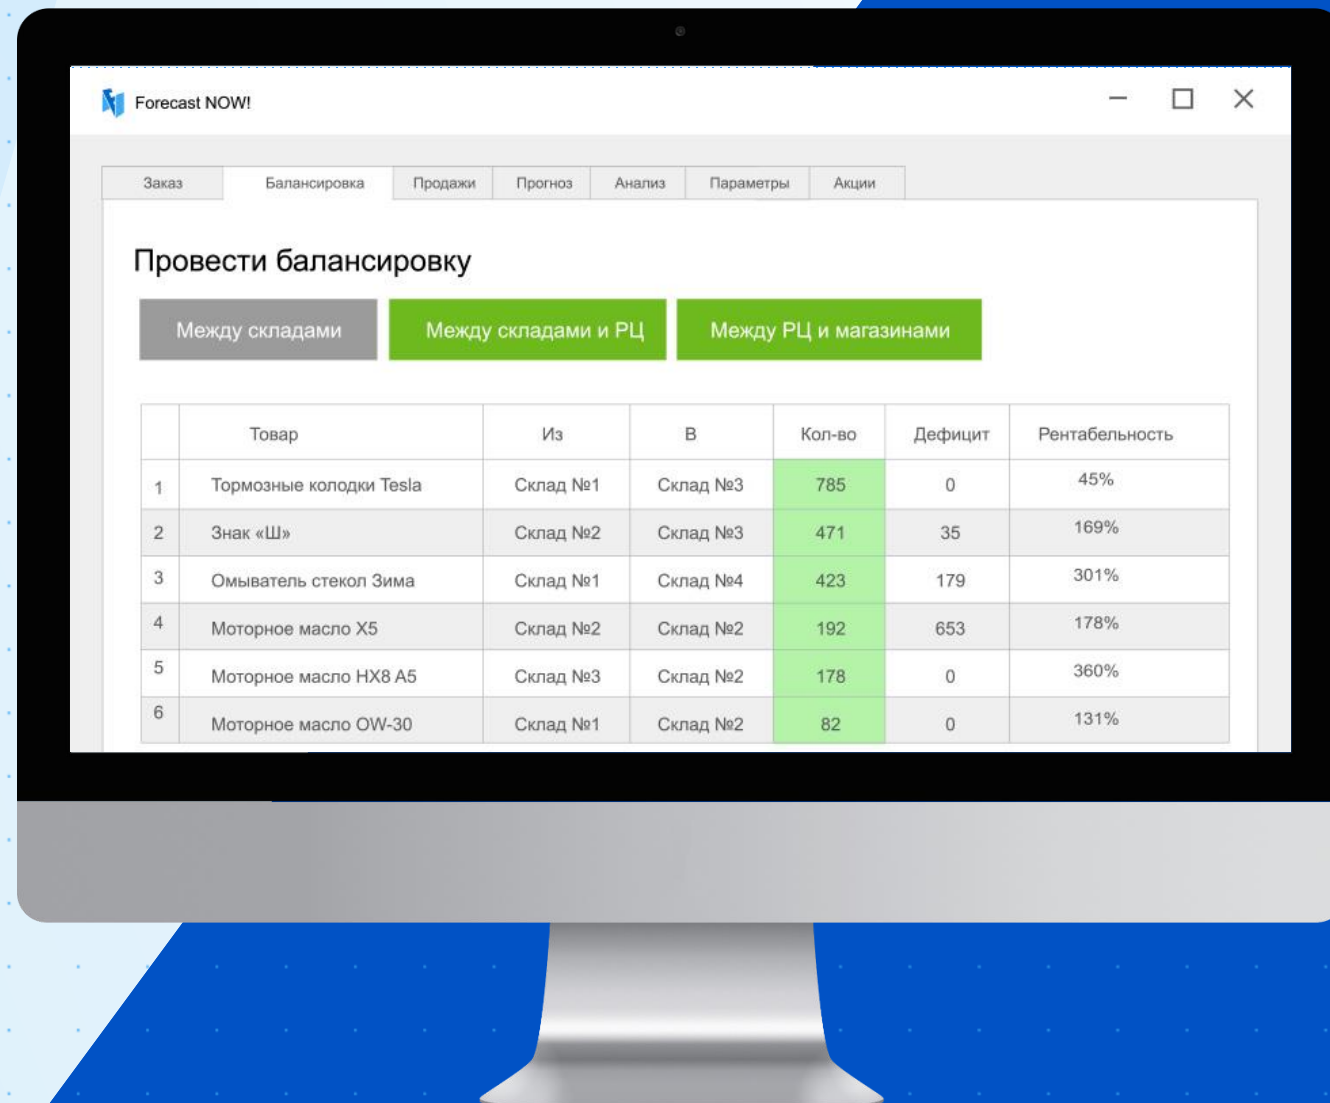 Forecast NOW!
Заказ Балансировка Продажи Прогноз Анализ Параметры Акции
Провести балансировку
Между складами Между складами и РЦ Между РЦ и магазинами
Товар Из В Кол-во Дефицит Рентабельность
1 Тормозные колодки Tesla Склад №1 Склад №3 785 0 45%
2 Знак «Ш» Склад №2 Склад №3 471 35 169%
3 Омыватель стекол Зима Склад №1 Склад №4 423 179 301%
4 Моторное масло X5 Склад №2 Склад №2 192 653 178%
5 Моторное масло HX8 A5 Склад №3 Склад №2 178 0 360%
6 Моторное масло OW-30 Склад №1 Склад №2 82 0 131%